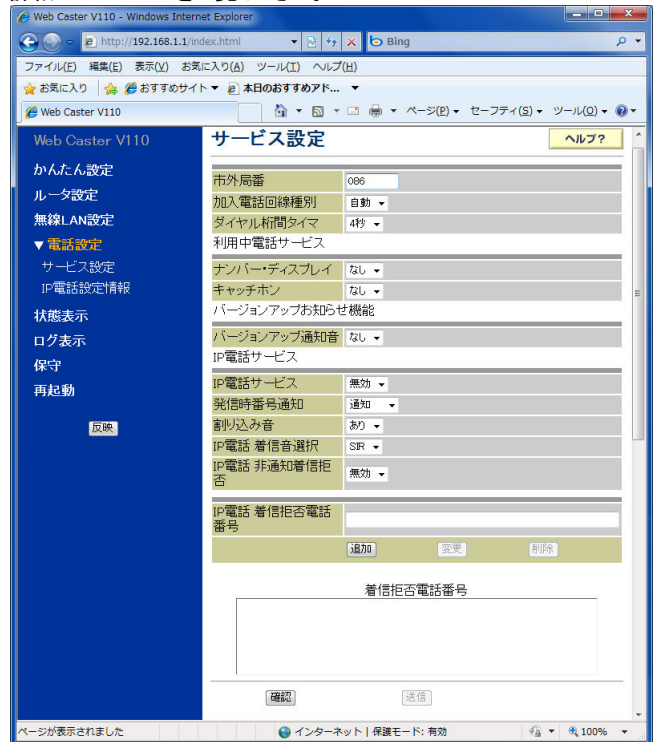 Web Caster V110 - Windows Internet Explorer
http://192.168.1.1/index.html
Bing
ファイル(F) 編集(E) 表示(V) お気に入り(A) ツール(T) ヘルプ(H)
お気に入り おすすめサイト 本日のおすすめアド...
Web Caster V110 ページ(P) セーフティ(S) ツール(O)
Web Caster V110
かんたん設定
ルータ設定
無線LAN設定
▼電話設定
サービス設定
IP電話設定情報
状態表示
ログ表示
保守
再起動
反映
サービス設定 ヘルプ?
市外局番 086
加入電話回線種別 自動
ダイヤル桁間タイマ 4秒
利用中電話サービス
ナンバー・ディスプレイ なし
キャッチホン なし
バージョンアップお知らせ機能
バージョンアップ通知音 なし
IP電話サービス
IP電話サービス 無効
発信時番号通知 通知
割り込み音 あり
IP電話 着信音選択 SIR
IP電話 非通知着信拒
否 無効
IP電話 着信拒否電話
番号
追加 変更 削除
着信拒否電話番号
確認 送信
ページが表示されました インターネット | 保護モード: 有効 100%